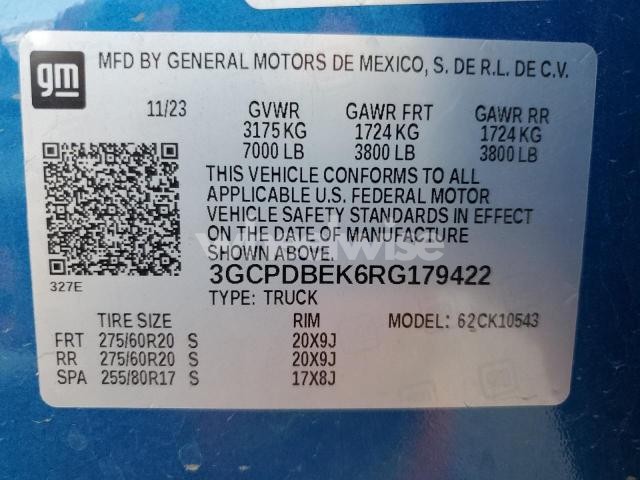 gm
MFD BY GENERAL MOTORS DE MEXICO, S. DE R.L. DE C.V.
11/23 GVWR GAWR FRT GAWR RR
3175 KG 1724 KG 1724 KG
7000 LB 3800 LB 3800 LB
THIS VEHICLE CONFORMS TO ALL
APPLICABLE U.S. FEDERAL MOTOR
VEHICLE SAFETY STANDARDS IN EFFECT
ON THE DATE OF MANUFACTURE
SHOWN ABOVE.
3GCPDBEK6RG179422
327E
TYPE: TRUCK
TIRE SIZE RIM MODEL: 62CK10543
FRT 275/60R20 S 20X9J
RR 275/60R20 S 20X9J
SPA 255/80R17 S 17X8J